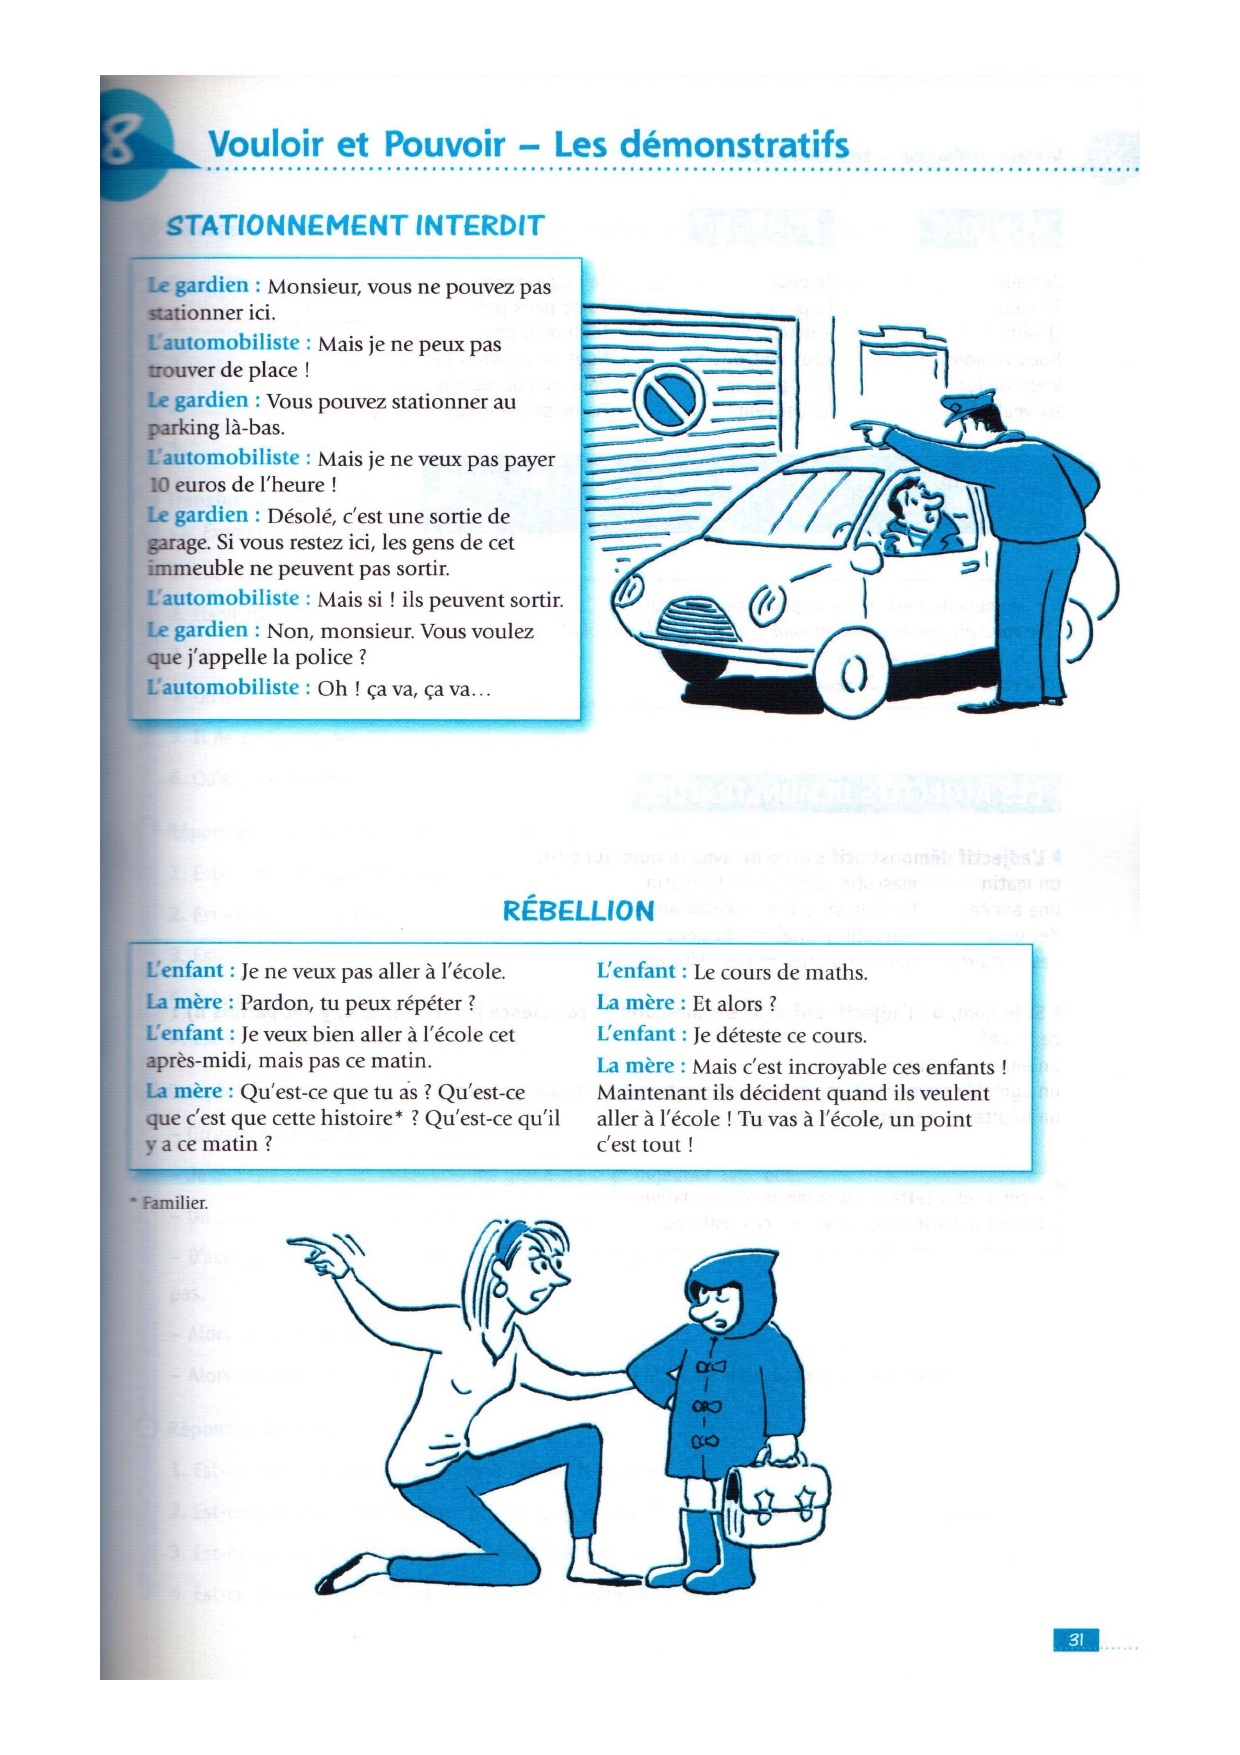 8
Vouloir et Pouvoir – Les démonstratifs
STATIONNEMENT INTERDIT
Le gardien : Monsieur, vous ne pouvez pas
stationner ici.
L'automobiliste : Mais je ne peux pas
trouver de place !
Le gardien : Vous pouvez stationner au
parking là-bas.
L'automobiliste : Mais je ne veux pas payer
10 euros de l'heure !
Le gardien : Désolé, c'est une sortie de
garage. Si vous restez ici, les gens de cet
immeuble ne peuvent pas sortir.
L'automobiliste : Mais si ! ils peuvent sortir.
Le gardien : Non, monsieur. Vous voulez
que j'appelle la police ?
L'automobiliste : Oh ! ça va, ça va…
RÉBELLION
L'enfant : Je ne veux pas aller à l'école.
La mère : Pardon, tu peux répéter ?
L'enfant : Je veux bien aller à l'école cet
après-midi, mais pas ce matin.
La mère : Qu'est-ce que tu as ? Qu'est-ce
que c'est que cette histoire* ? Qu'est-ce qu'il
y a ce matin ?
L'enfant : Le cours de maths.
La mère : Et alors ?
L'enfant : Je déteste ce cours.
La mère : Mais c'est incroyable ces enfants !
Maintenant ils décident quand ils veulent
aller à l'école ! Tu vas à l'école, un point
c'est tout !
* Familier.
31